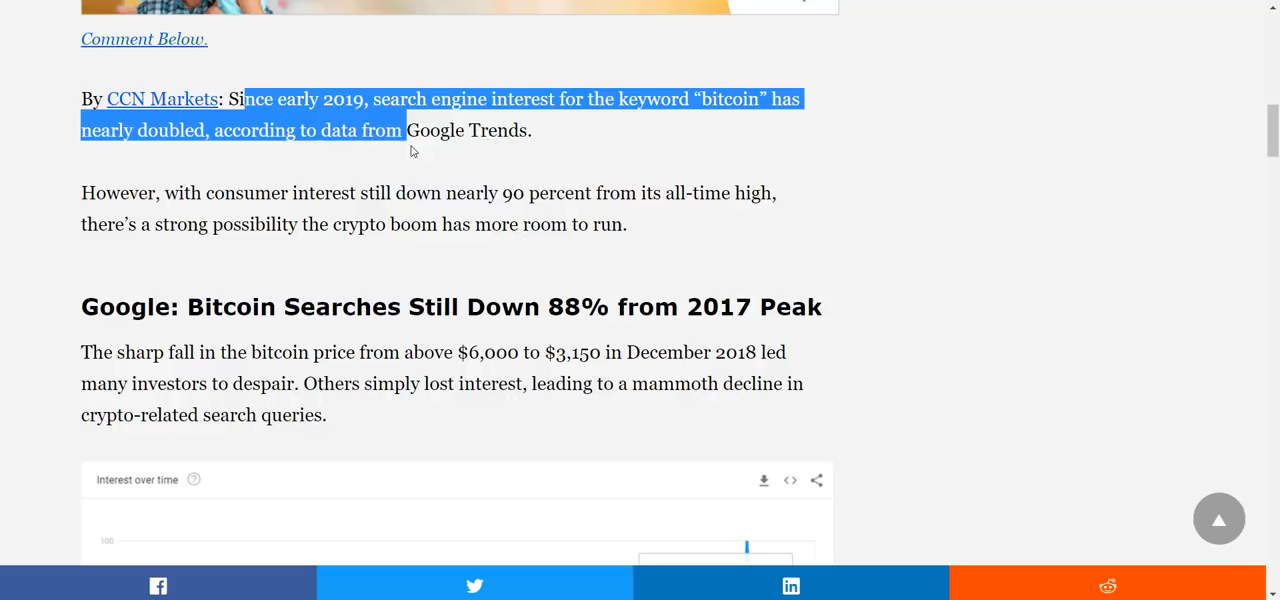 Comment Below.
By CCN Markets: Since early 2019, search engine interest for the keyword “bitcoin” has
nearly doubled, according to data from Google Trends.
However, with consumer interest still down nearly 90 percent from its all-time high,
there’s a strong possibility the crypto boom has more room to run.
Google: Bitcoin Searches Still Down 88% from 2017 Peak
The sharp fall in the bitcoin price from above $6,000 to $3,150 in December 2018 led
many investors to despair. Others simply lost interest, leading to a mammoth decline in
crypto-related search queries.
Interest over time
100